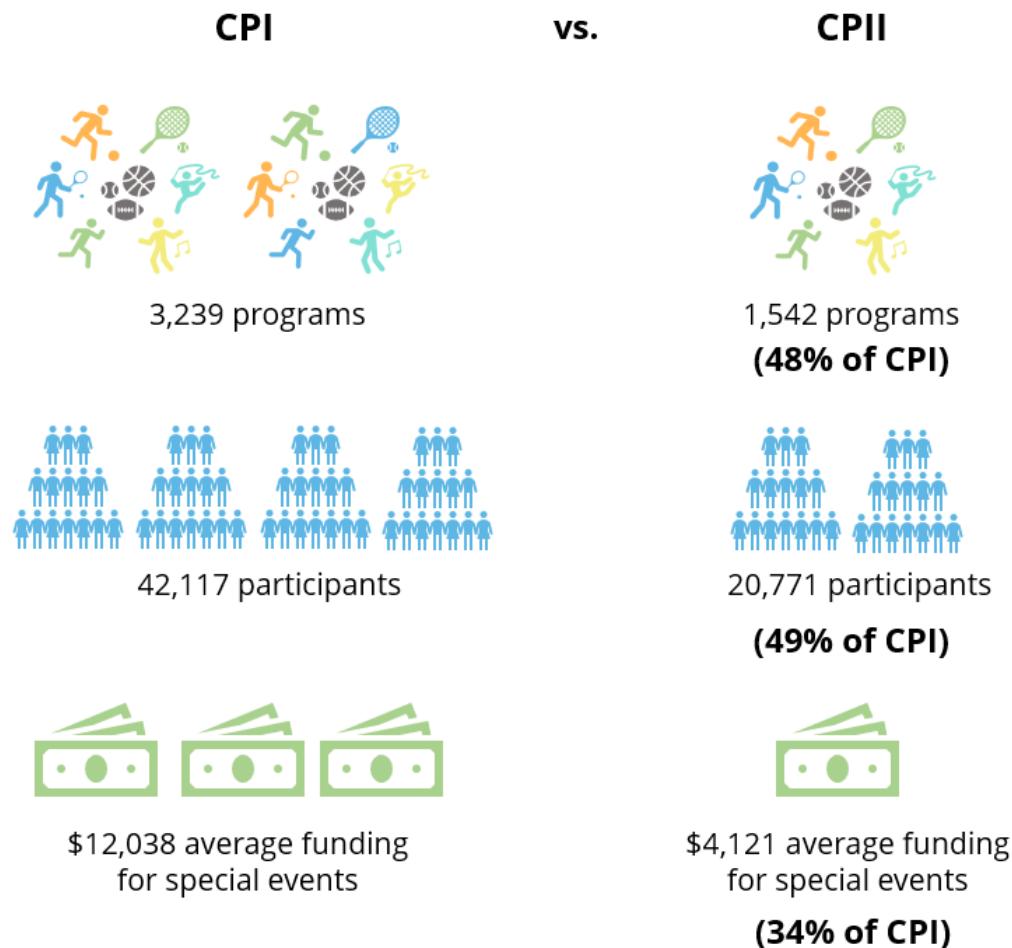 CPI vs. CPII
3,239 programs
1,542 programs
(48% of CPI)
42,117 participants
20,771 participants
(49% of CPI)
$12,038 average funding
for special events
$4,121 average funding
for special events
(34% of CPI)